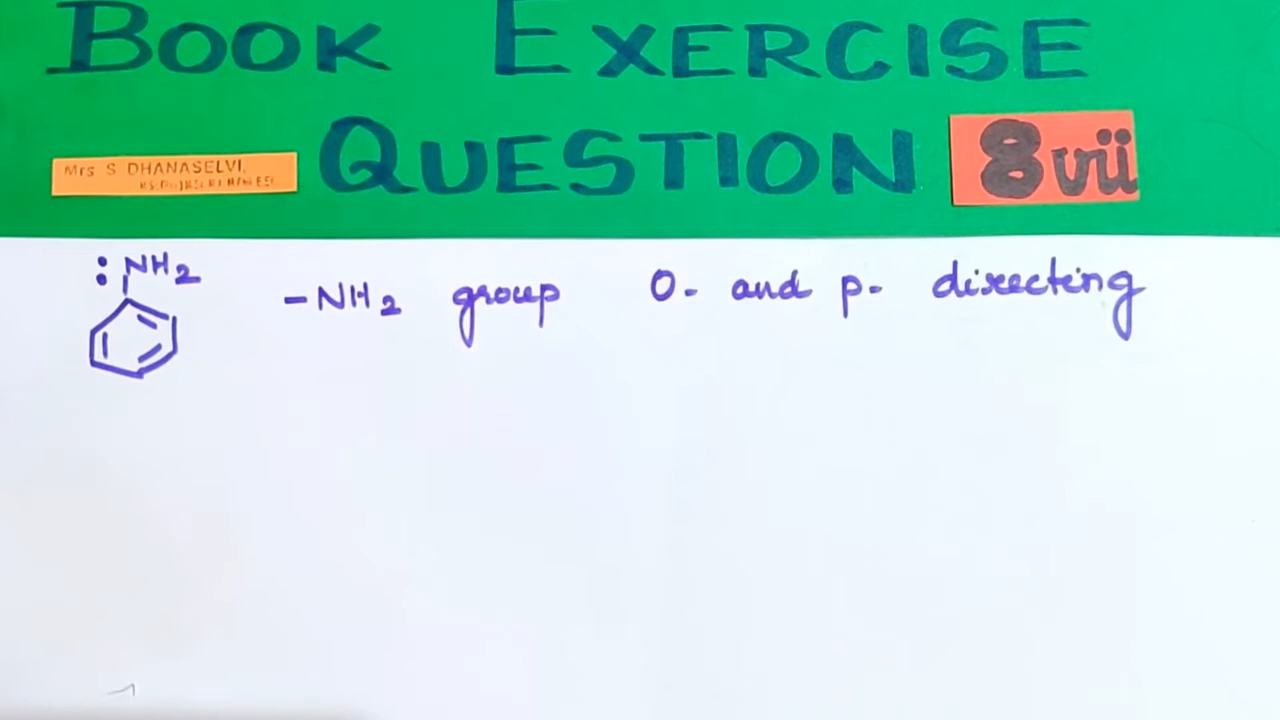 BOOK EXERCISE
QUESTION 8vii
Mrs S DHANASELVI,
:NH2
-NH2 group O- and p- directing